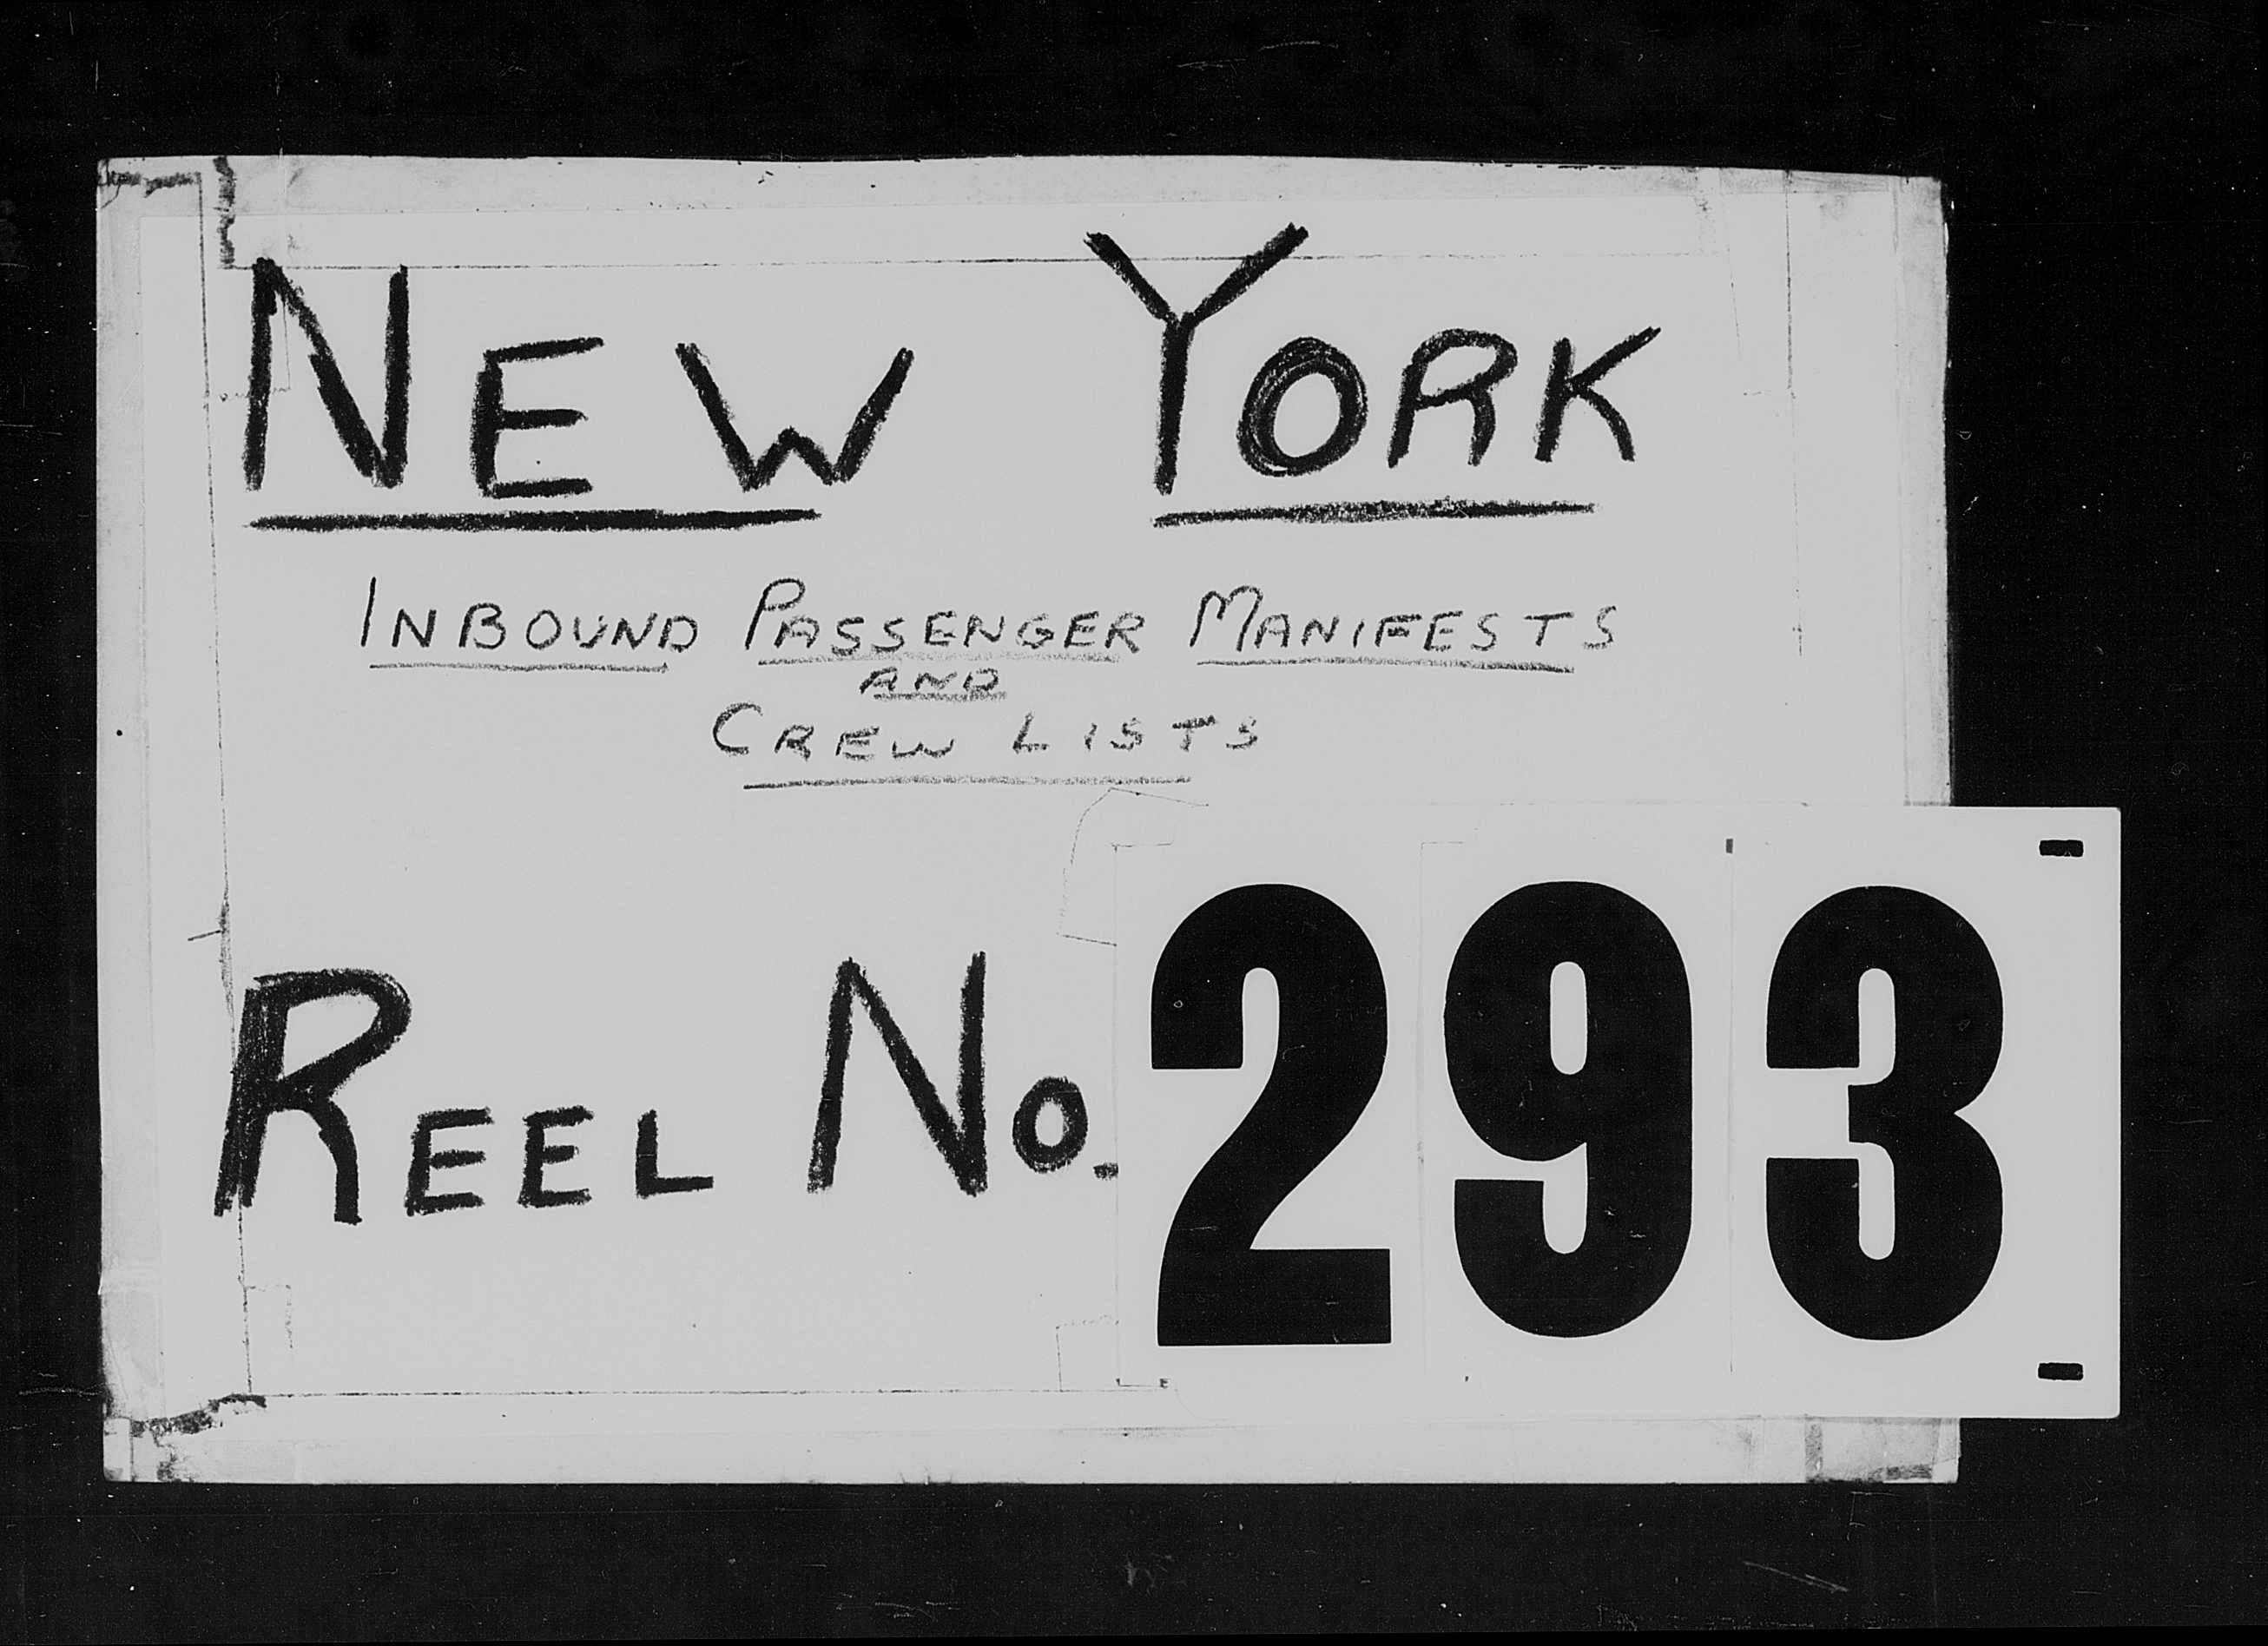 NEW YORK
INBOUND PASSENGER MANIFESTS
AND
CREW LISTS
REEL NO. 293